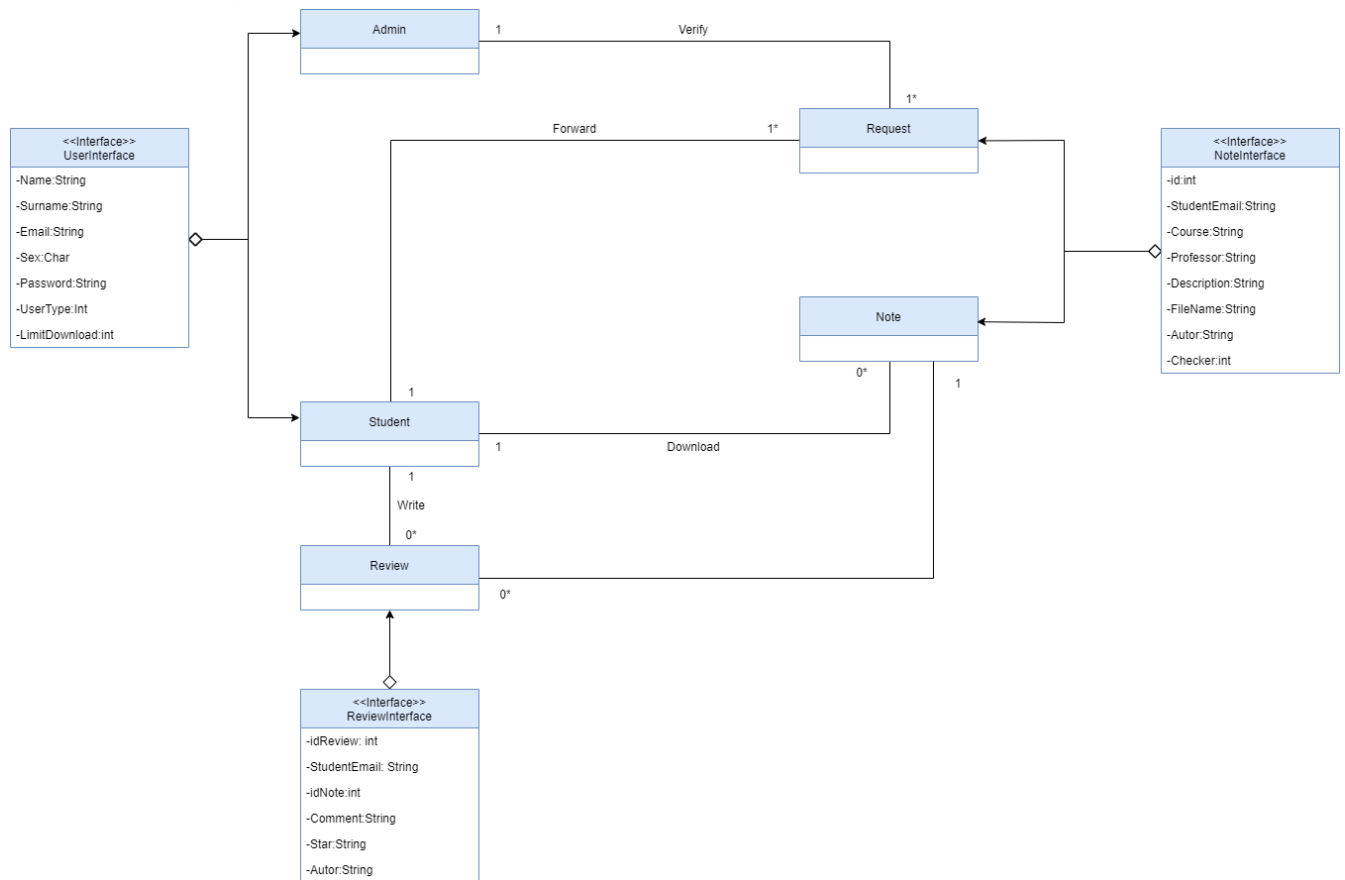 Admin
1
Verify
1*
Request
Forward
1*
<<Interface>>
UserInterface
-Name:String
-Surname:String
-Email:String
-Sex:Char
-Password:String
-UserType:Int
-LimitDownload:int
<<Interface>>
NoteInterface
-id:int
-StudentEmail:String
-Course:String
-Professor:String
-Description:String
-FileName:String
-Autor:String
-Checker:int
Note
0*
1
1
Student
1
Download
1
Write
0*
Review
0*
<<Interface>>
ReviewInterface
-idReview: int
-StudentEmail: String
-idNote:int
-Comment:String
-Star:String
-Autor:String